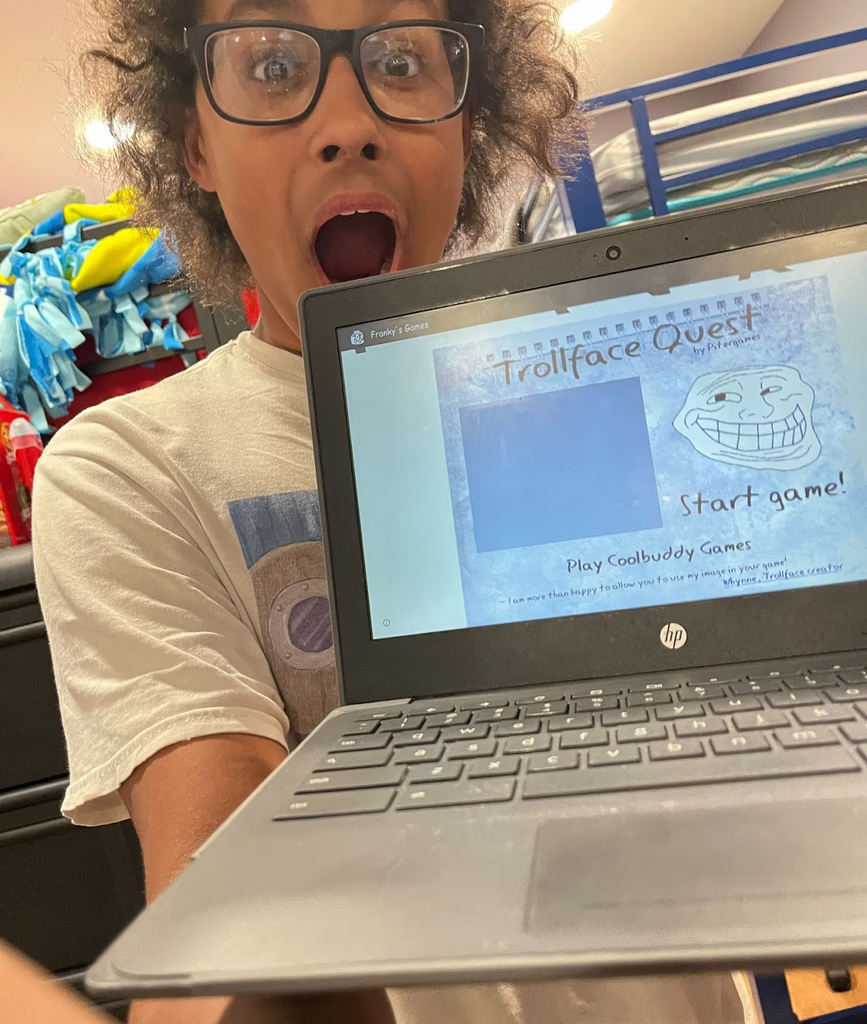 Franky's Games
Trollface Quest
by Pitergames
Start game!
Play Coolbuddy Games
- I am more than happy to allow you to use my image in your game!
Whynne, Trollface creator
hp
q w e r t y u i o
a s d f g h j k l
z x c v b n m